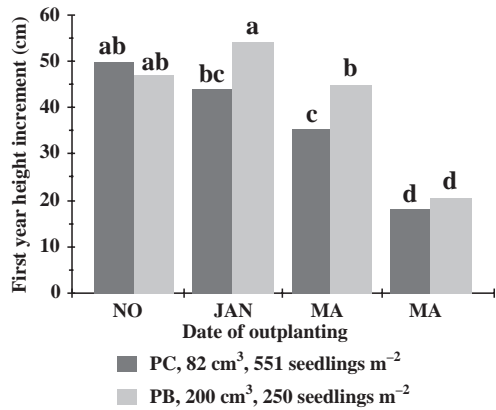 First year height increment (cm)
60
50
40
30
20
10
0
ab
ab
bc
a
c
b
d
d
NO
JAN
MA
MA
Date of outplanting
PC, 82 cm³, 551 seedlings m⁻²
PB, 200 cm³, 250 seedlings m⁻²